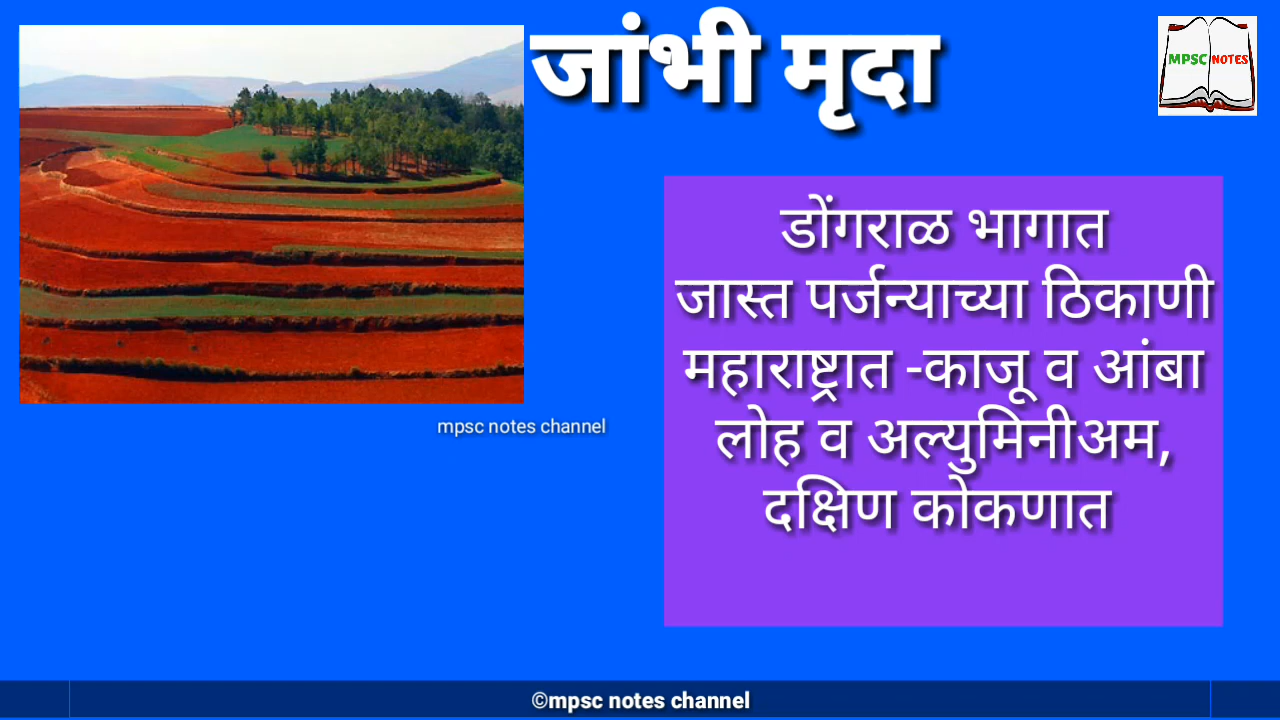 जांभी मृदा
MPSC NOTES
डोंगराळ भागात
जास्त पर्जन्याच्या ठिकाणी
महाराष्ट्रात -काजू व आंबा
लोह व अल्युमिनीअम,
दक्षिण कोकणात
mpsc notes channel
©mpsc notes channel